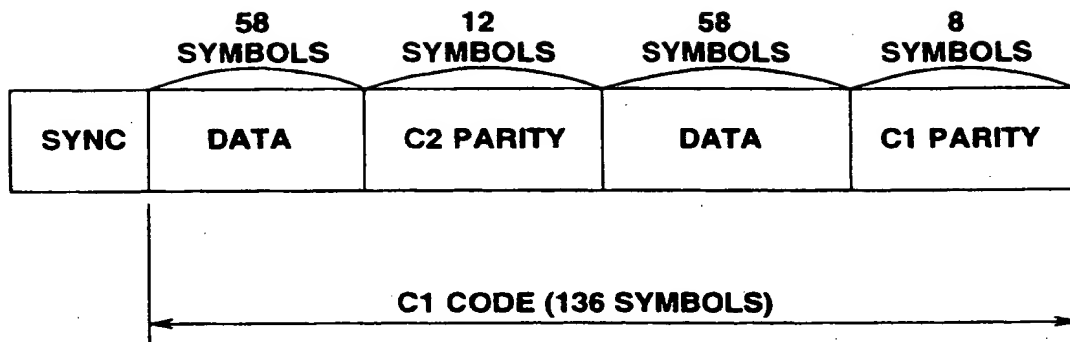 58 12 58 8
SYMBOLS SYMBOLS SYMBOLS SYMBOLS
SYNC DATA C2 PARITY DATA C1 PARITY
C1 CODE (136 SYMBOLS)